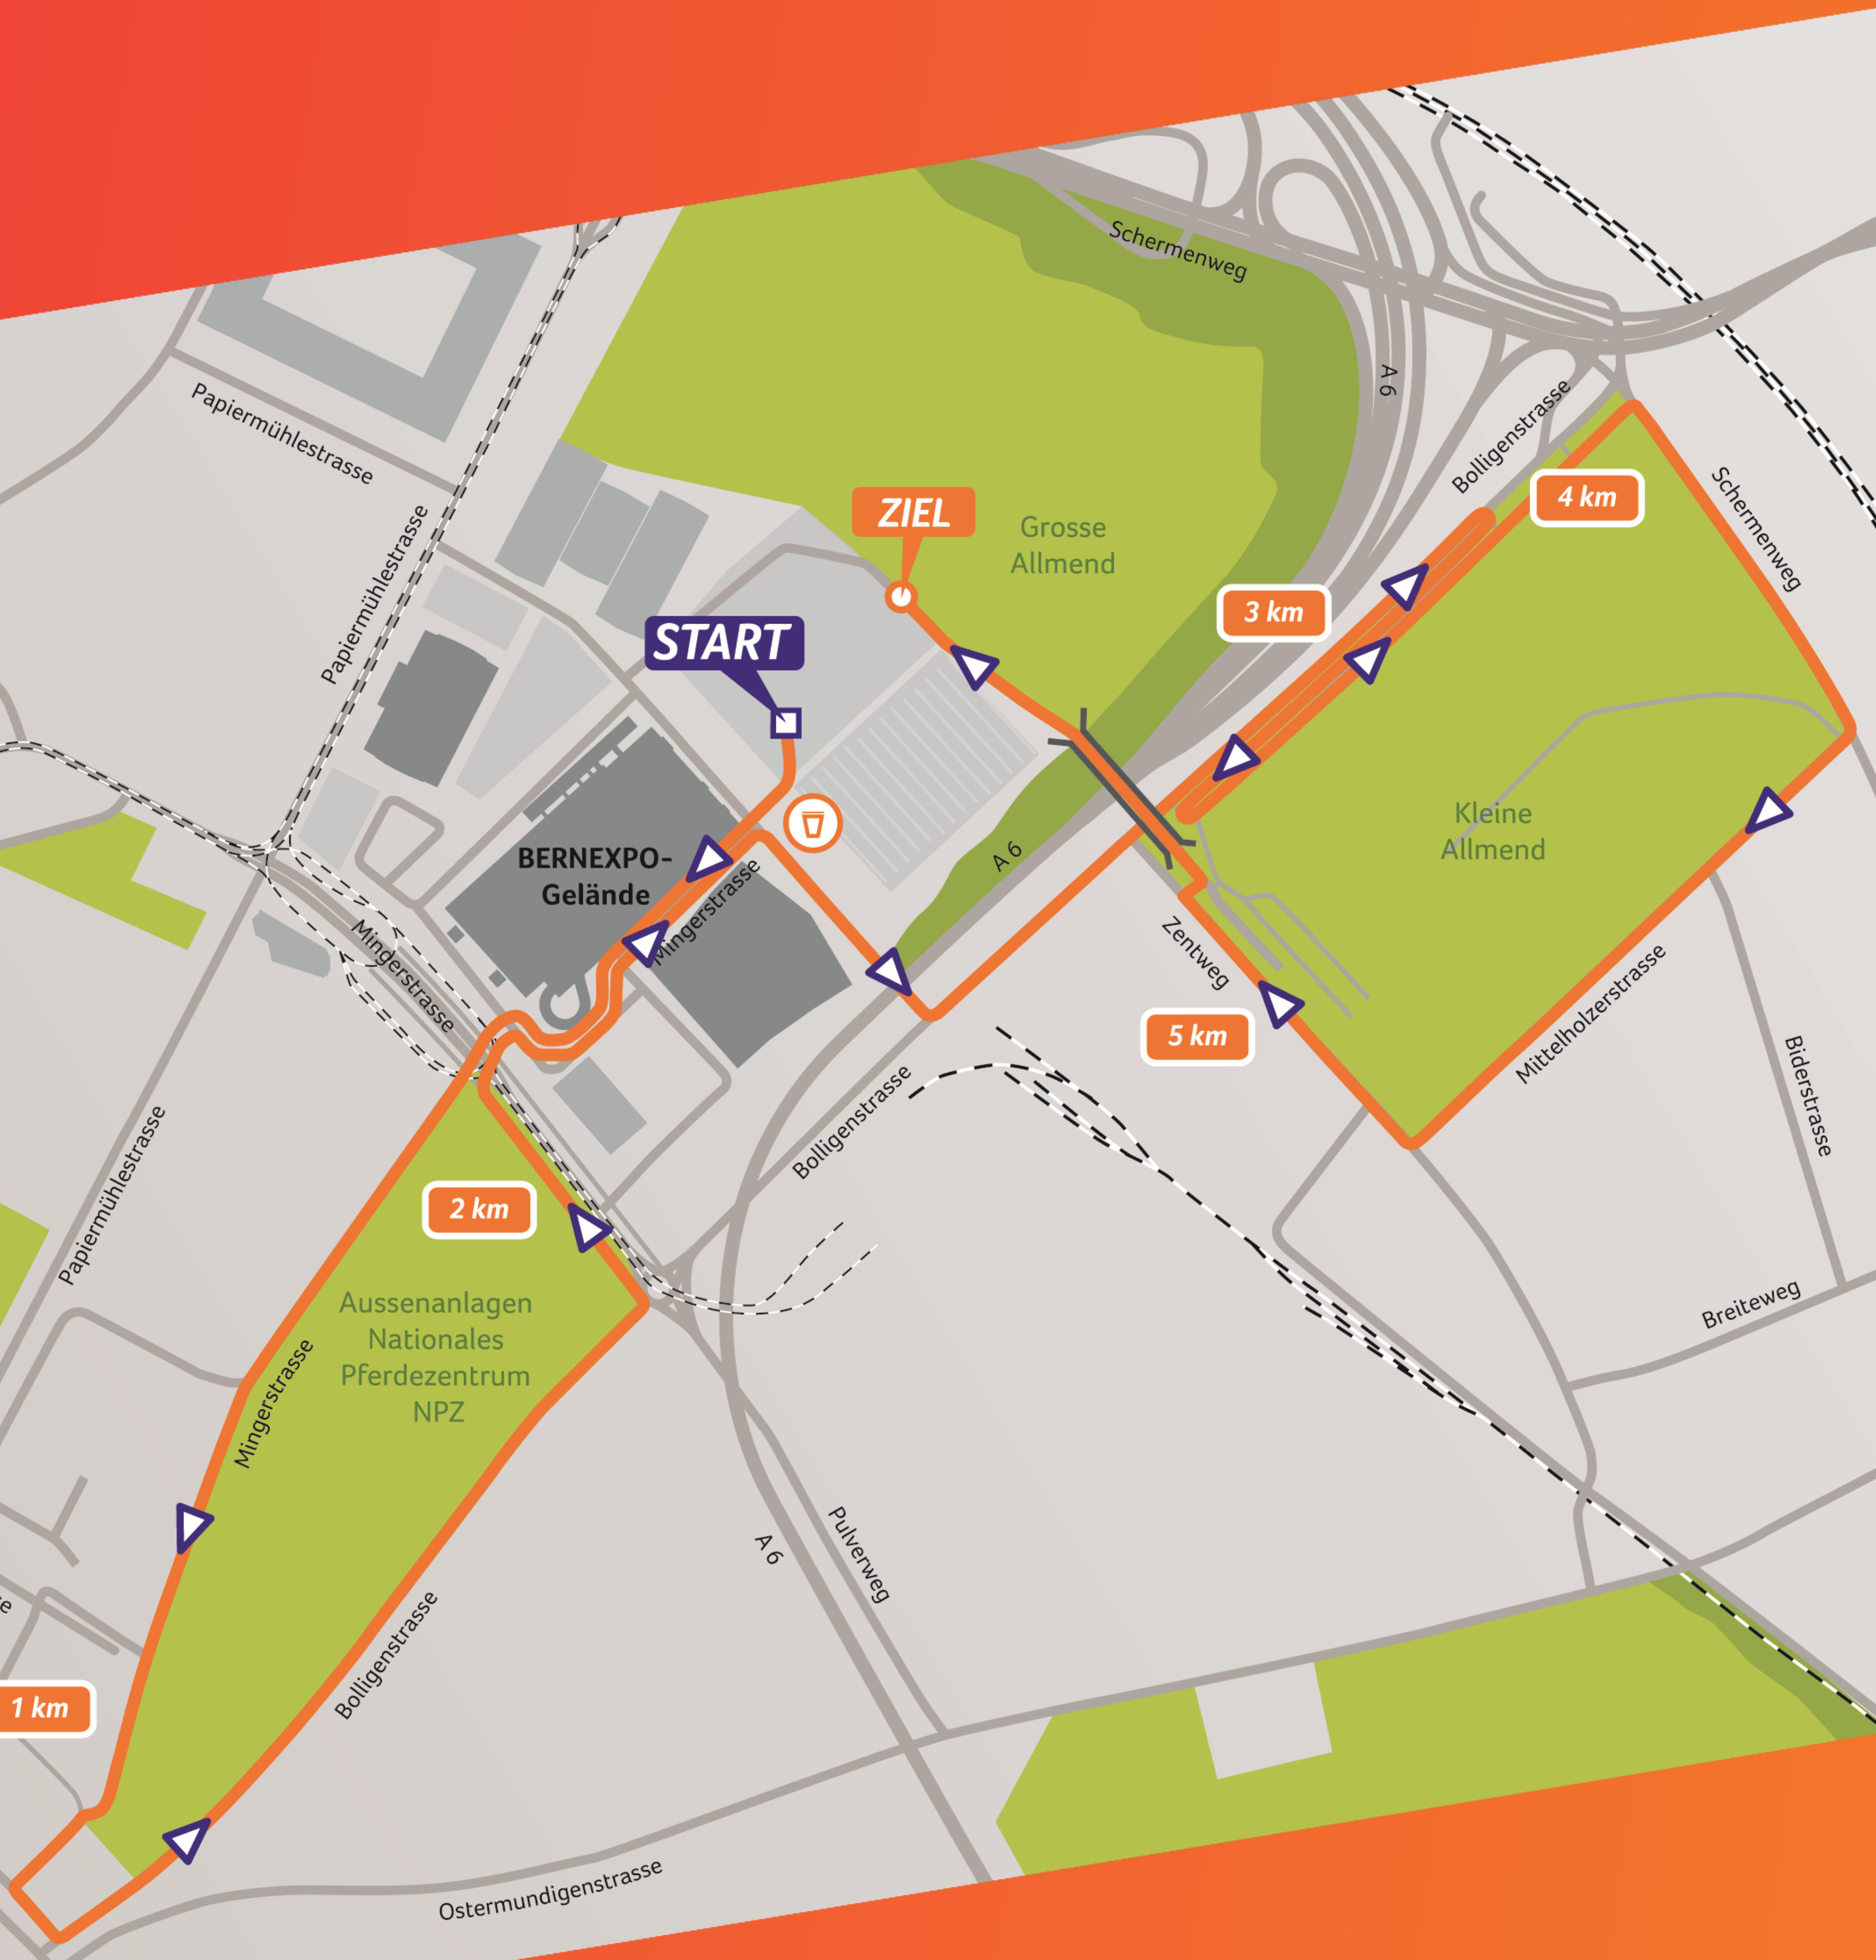 Schermenweg
A 6
Papiermühlestrasse
Bolligenstrasse
4 km
Schermenweg
ZIEL
Grosse
Allmend
Papiermühlestrasse
3 km
START
Kleine
Allmend
BERNEXPO-
Gelände
A 6
Mingerstrasse
Mingerstrasse
Zentweg
5 km
Mittelholzerstrasse
Biderstrasse
Bolligenstrasse
Papiermühlestrasse
2 km
Aussenanlagen
Nationales
Pferdezentrum
NPZ
Breiteweg
Mingerstrasse
A 6
Pulverweg
Bolligenstrasse
1 km
Ostermundigenstrasse